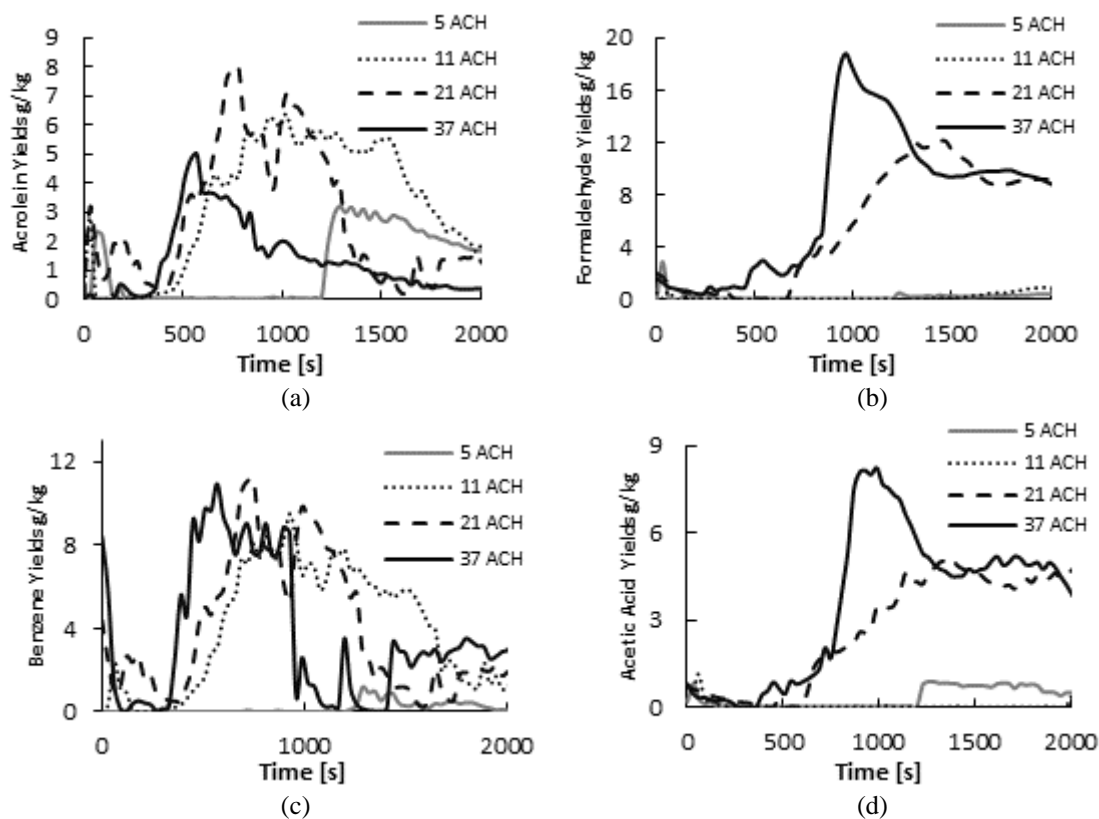 5 ACH
11 ACH
21 ACH
37 ACH
Acrolein Yields g/kg
9
8
7
6
5
4
3
2
1
0
0 500 1000 1500 2000
Time [s]
(a)
5 ACH
11 ACH
21 ACH
37 ACH
Formaldehyde Yields g/kg
20
16
12
8
4
0
0 500 1000 1500 2000
Time [s]
(b)
5 ACH
11 ACH
21 ACH
37 ACH
Benzene Yields g/kg
12
8
4
0
0 1000 2000
Time [s]
(c)
5 ACH
11 ACH
21 ACH
37 ACH
Acetic Acid Yields g/kg
9
6
3
0
0 500 1000 1500 2000
Time [s]
(d)